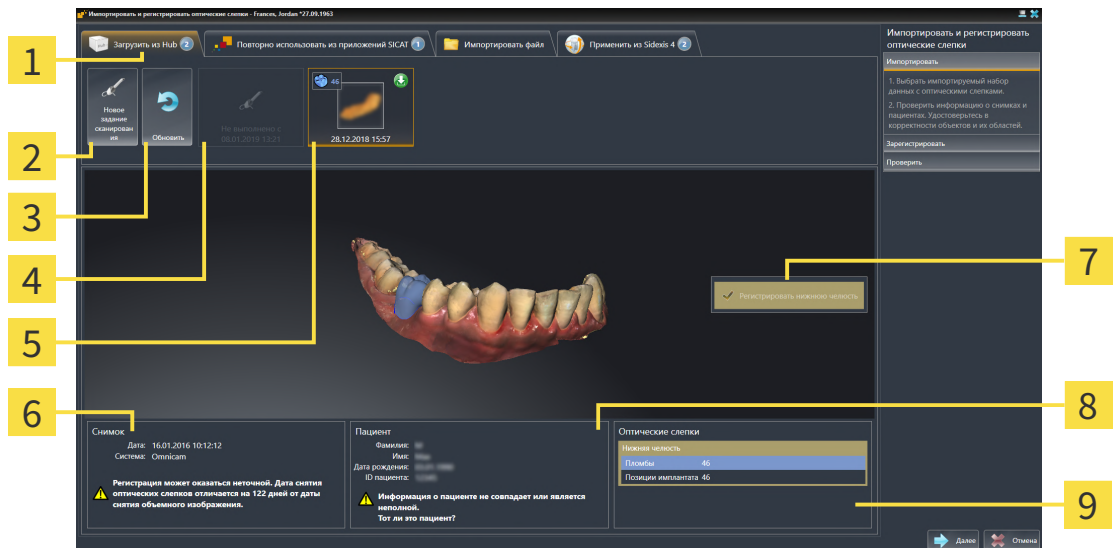 Импортировать и регистрировать оптические слепки - Frances, Jordan *27.09.1963
Загрузить из Hub 2
Повторно использовать из приложений SICAT 1
Импортировать файл
Применить из Sidexis 4 2
Импортировать и регистрировать
оптические слепки
Импортировать
1. Выбрать импортируемый набор
данных с оптическими слепками.
2. Проверить информацию о снимках и
пациентах. Удостоверьтесь в
корректности объектов и их областей.
Зарегистрировать
Проверить
Новое
задание
сканирован
ия
Обновить
Не выполнено с
08.01.2019 13:21
46
28.12.2018 15:57
Регистрировать нижнюю челюсть
Снимок
Дата: 16.01.2016 10:12:12
Система: Omnicam
Регистрация может оказаться неточной. Дата снятия
оптических слепков отличается на 122 дней от даты
снятия объемного изображения.
Пациент
Фамилия:
Имя:
Дата рождения:
ID пациента:
Информация о пациенте не совпадает или является
неполной.
Тот ли это пациент?
Оптические слепки
Нижняя челюсть
Пломбы 46
Позиции имплантата 46
Далее
Отмена
1
2
3
4
5
6
7
8
9